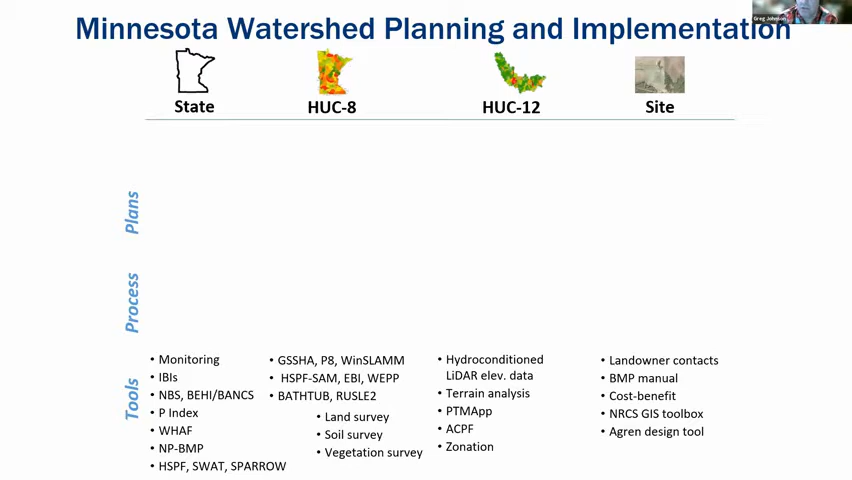 Minnesota Watershed Planning and Implementation
Greg Johnson
State
HUC-8
HUC-12
Site
Plans
Process
Tools
• Monitoring
• IBIs
• NBS, BEHI/BANCS
• P Index
• WHAF
• NP-BMP
• HSPF, SWAT, SPARROW
• GSSHA, P8, WinSLAMM
• HSPF-SAM, EBI, WEPP
• BATHTUB, RUSLE2
• Land survey
• Soil survey
• Vegetation survey
• Hydroconditioned
LiDAR elev. data
• Terrain analysis
• PTMApp
• ACPF
• Zonation
• Landowner contacts
• BMP manual
• Cost-benefit
• NRCS GIS toolbox
• Agren design tool